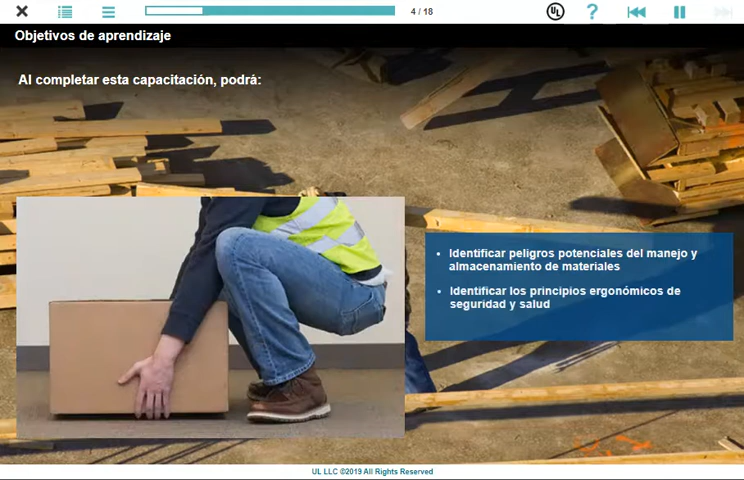 4 / 18
UL
?
Objetivos de aprendizaje
Al completar esta capacitación, podrá:
• Identificar peligros potenciales del manejo y
almacenamiento de materiales
• Identificar los principios ergonómicos de
seguridad y salud
UL LLC ©2019 All Rights Reserved